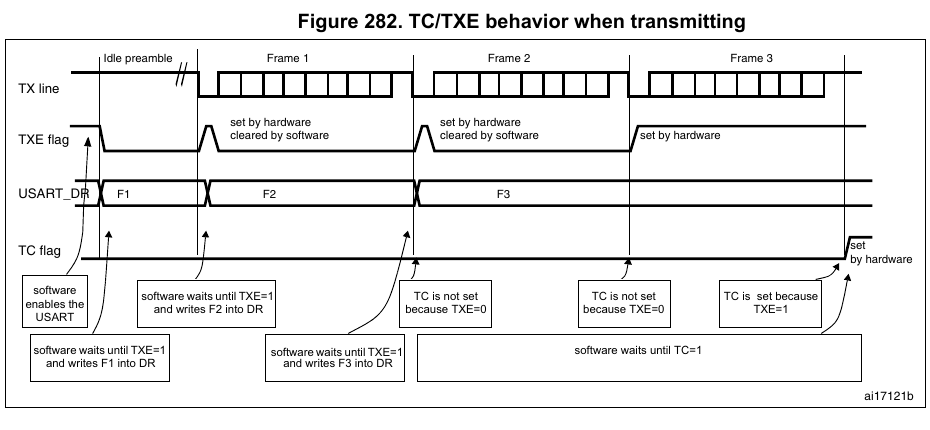 Figure 282. TC/TXE behavior when transmitting
Idle preamble
Frame 1
Frame 2
Frame 3
TX line
TXE flag
set by hardware
cleared by software
set by hardware
cleared by software
set by hardware
USART_DR
F1
F2
F3
TC flag
set
by hardware
software
enables the
USART
software waits until TXE=1
and writes F2 into DR
TC is not set
because TXE=0
TC is not set
because TXE=0
TC is set because
TXE=1
software waits until TXE=1
and writes F1 into DR
software waits until TXE=1
and writes F3 into DR
software waits until TC=1
ai17121b